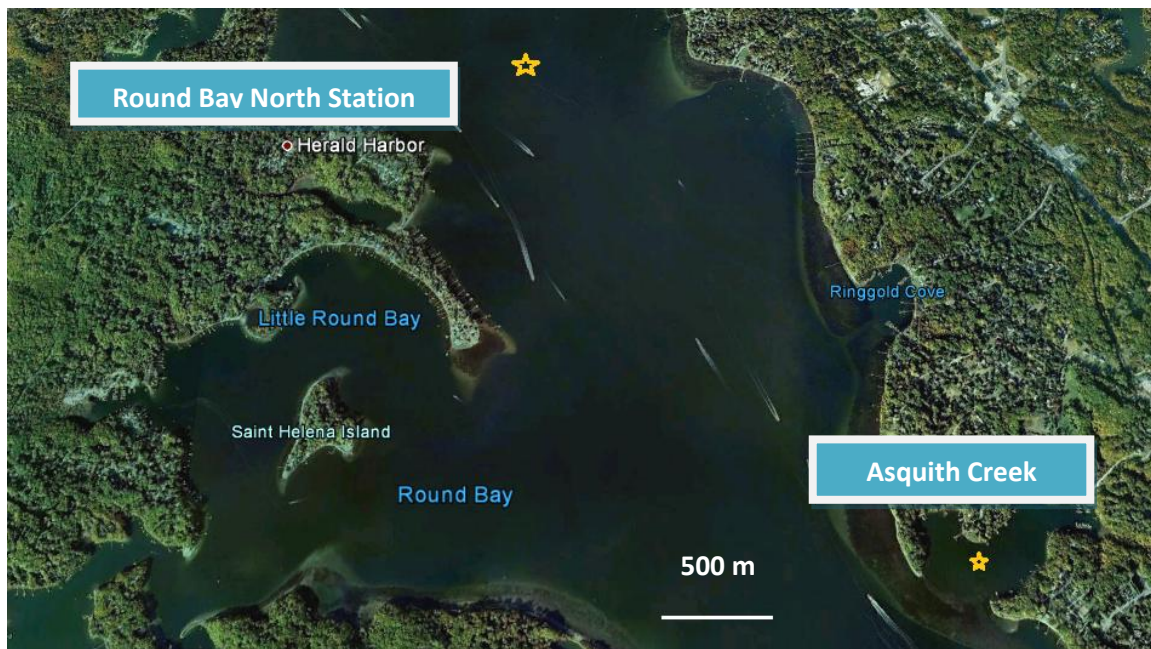 Round Bay North Station
Herald Harbor
Little Round Bay
Ringgold Cove
Saint Helena Island
Asquith Creek
Round Bay
500 m